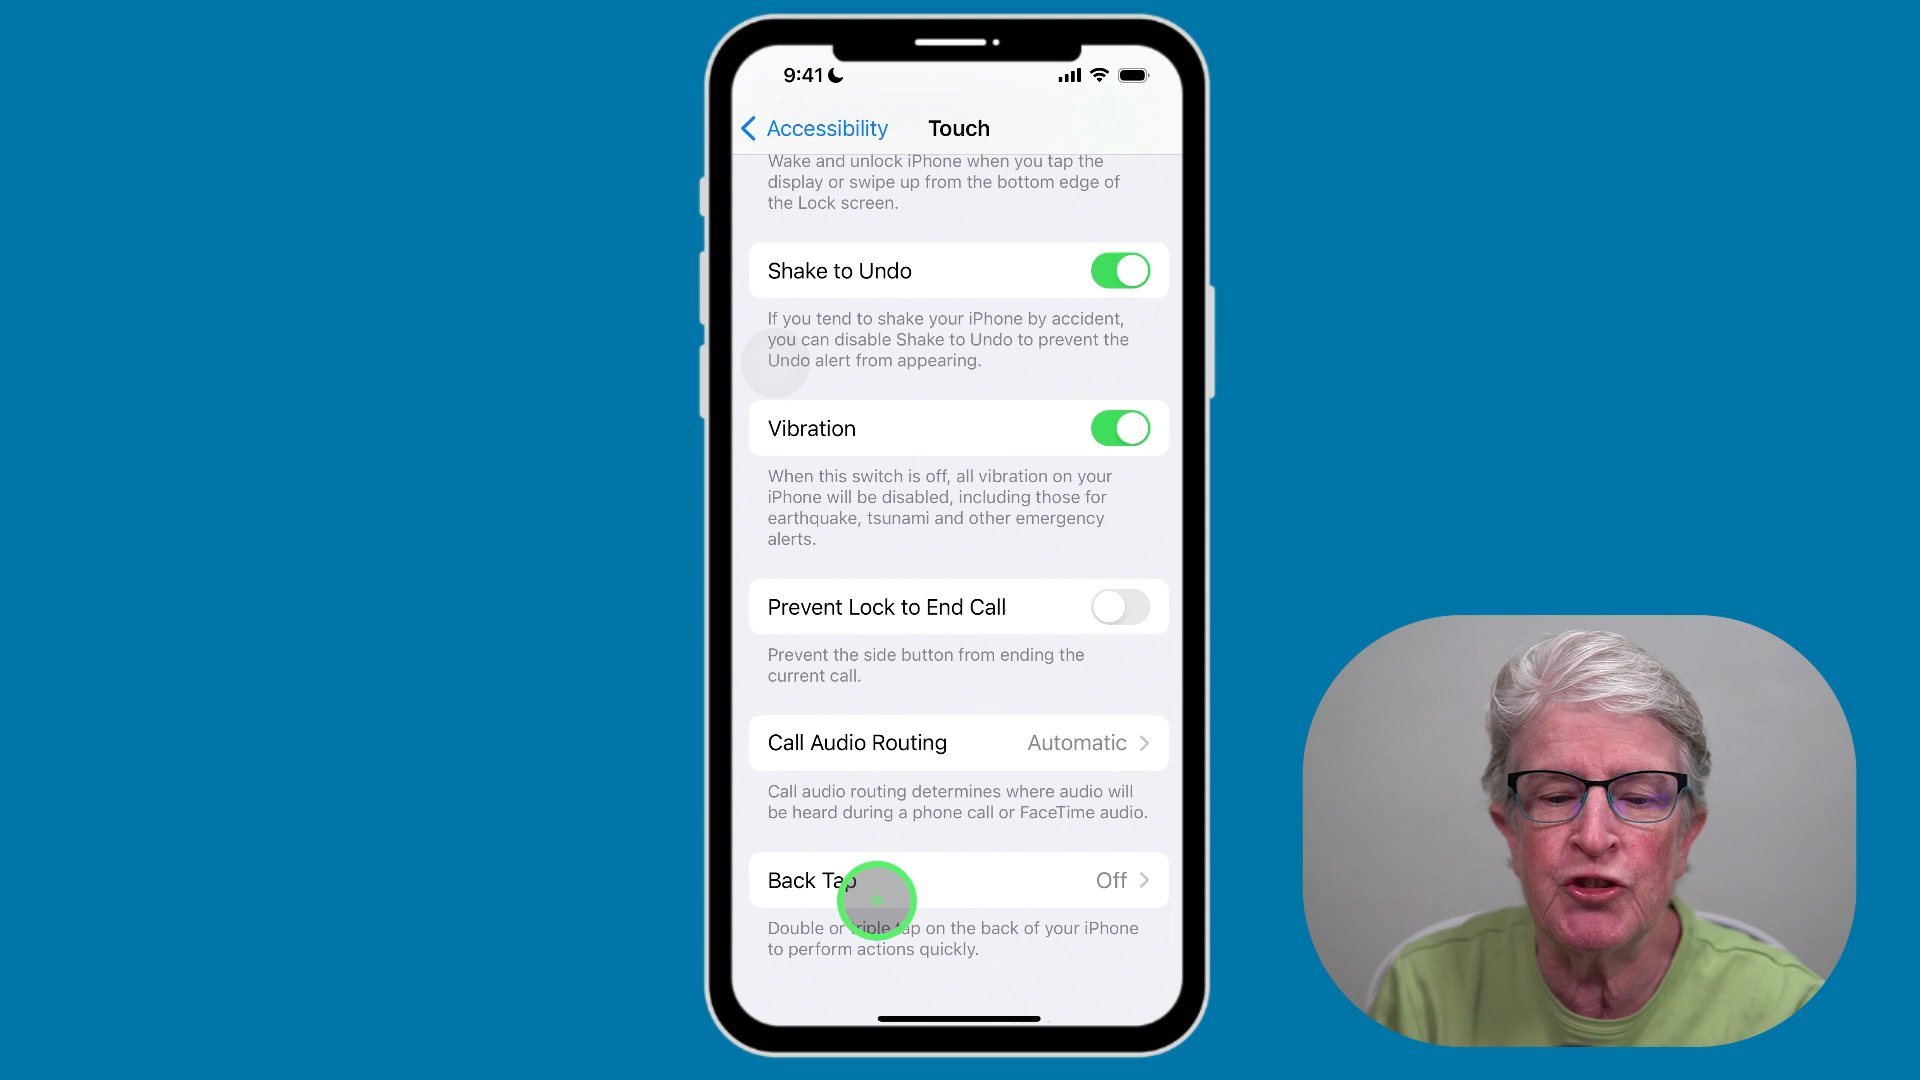 9:41
Accessibility Touch
Wake and unlock iPhone when you tap the
display or swipe up from the bottom edge of
the Lock screen.
Shake to Undo
If you tend to shake your iPhone by accident,
you can disable Shake to Undo to prevent the
Undo alert from appearing.
Vibration
When this switch is off, all vibration on your
iPhone will be disabled, including those for
earthquake, tsunami and other emergency
alerts.
Prevent Lock to End Call
Prevent the side button from ending the
current call.
Call Audio Routing Automatic
Call audio routing determines where audio will
be heard during a phone call or FaceTime audio.
Back Tap Off
Double or triple tap on the back of your iPhone
to perform actions quickly.